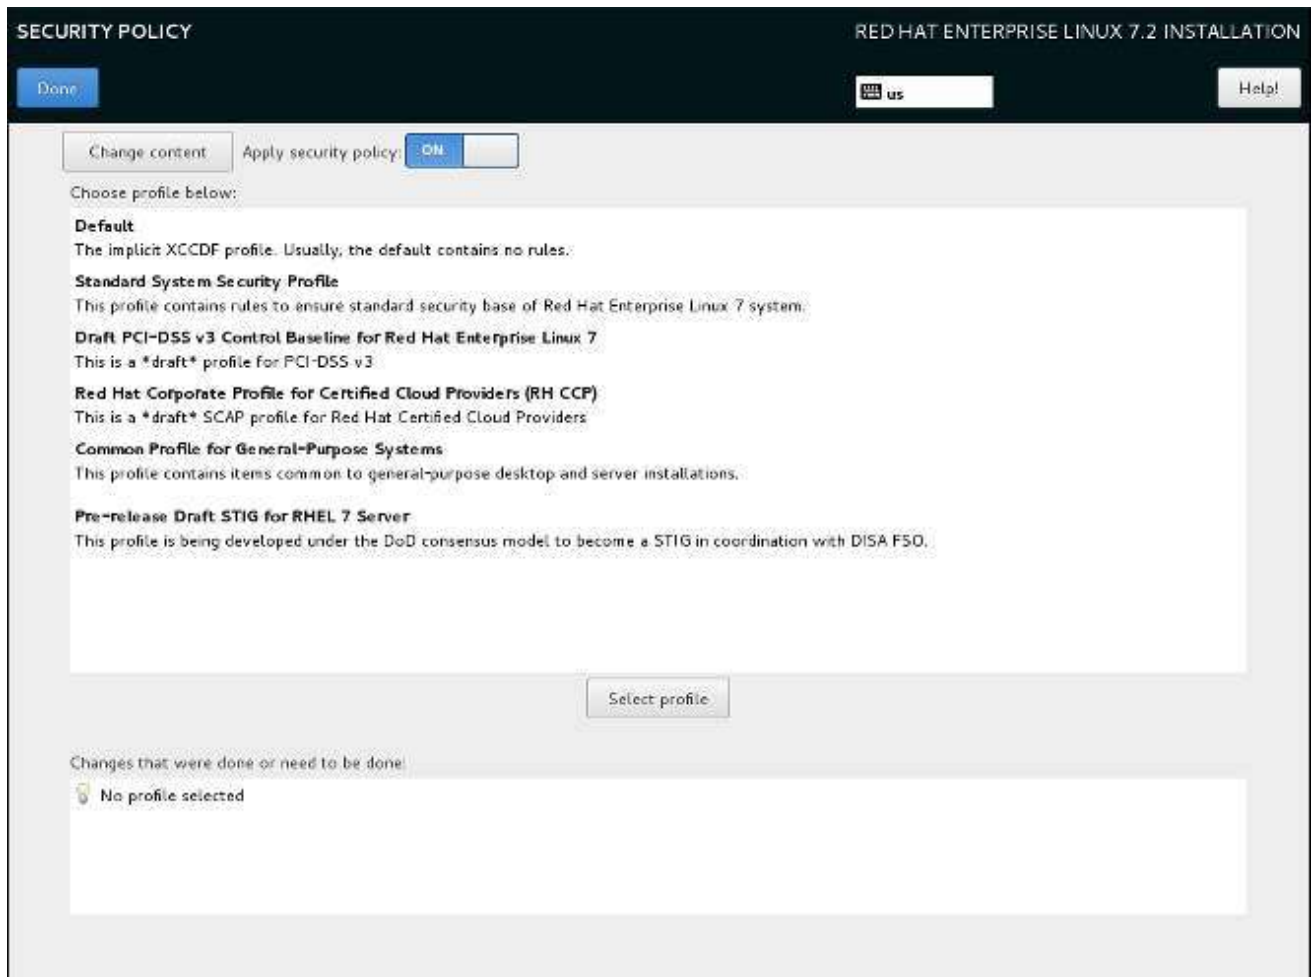 SECURITY POLICY
RED HAT ENTERPRISE LINUX 7.2 INSTALLATION
Done
us
Help!
Change content
Apply security policy:
ON
Choose profile below:
Default
The implicit XCCDF profile. Usually, the default contains no rules.
Standard System Security Profile
This profile contains rules to ensure standard security base of Red Hat Enterprise Linux 7 system.
Draft PCI-DSS v3 Control Baseline for Red Hat Enterprise Linux 7
This is a *draft* profile for PCI-DSS v3
Red Hat Corporate Profile for Certified Cloud Providers (RH CCP)
This is a *draft* SCAP profile for Red Hat Certified Cloud Providers
Common Profile for General-Purpose Systems
This profile contains items common to general-purpose desktop and server installations.
Pre-release Draft STIG for RHEL 7 Server
This profile is being developed under the DoD consensus model to become a STIG in coordination with DISA FSO.
Select profile
Changes that were done or need to be done:
No profile selected